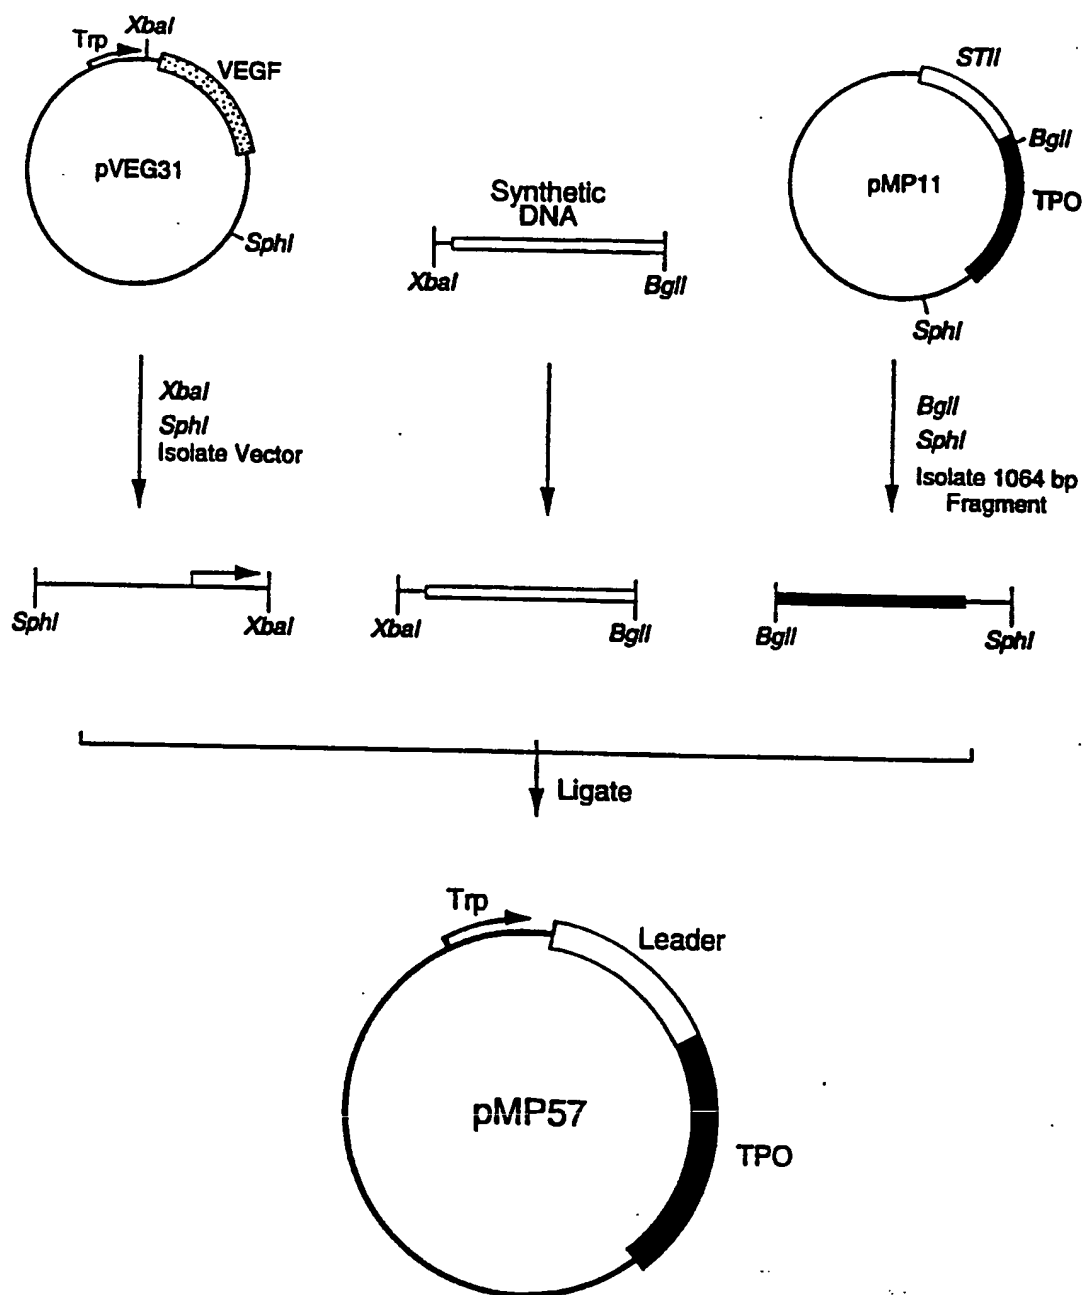 XbaI
Trp
VEGF
pVEG31
SphI
Synthetic
DNA
XbaI
BglI
STII
BglI
pMP11
TPO
SphI
XbaI
SphI
Isolate Vector
BglI
SphI
Isolate 1064 bp
Fragment
SphI
XbaI
XbaI
BglI
BglI
SphI
Ligate
Trp
Leader
pMP57
TPO